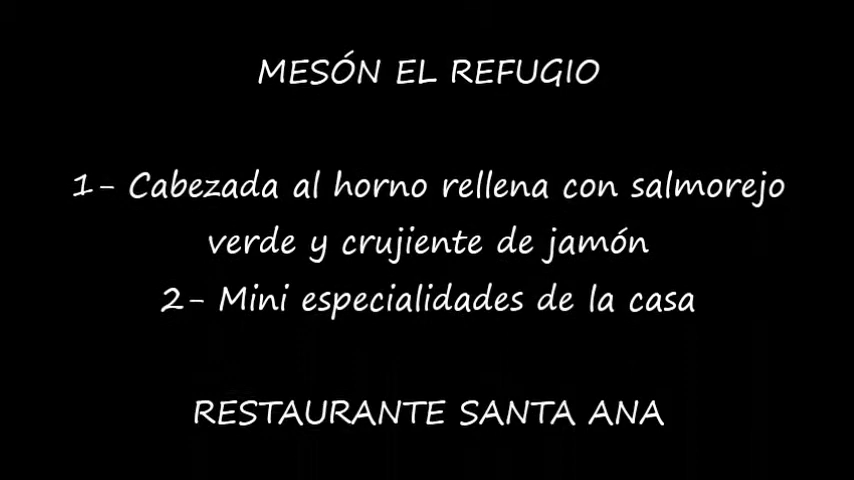 MESÓN EL REFUGIO
1- Cabezada al horno rellena con salmorejo
verde y crujiente de jamón
2- Mini especialidades de la casa
RESTAURANTE SANTA ANA